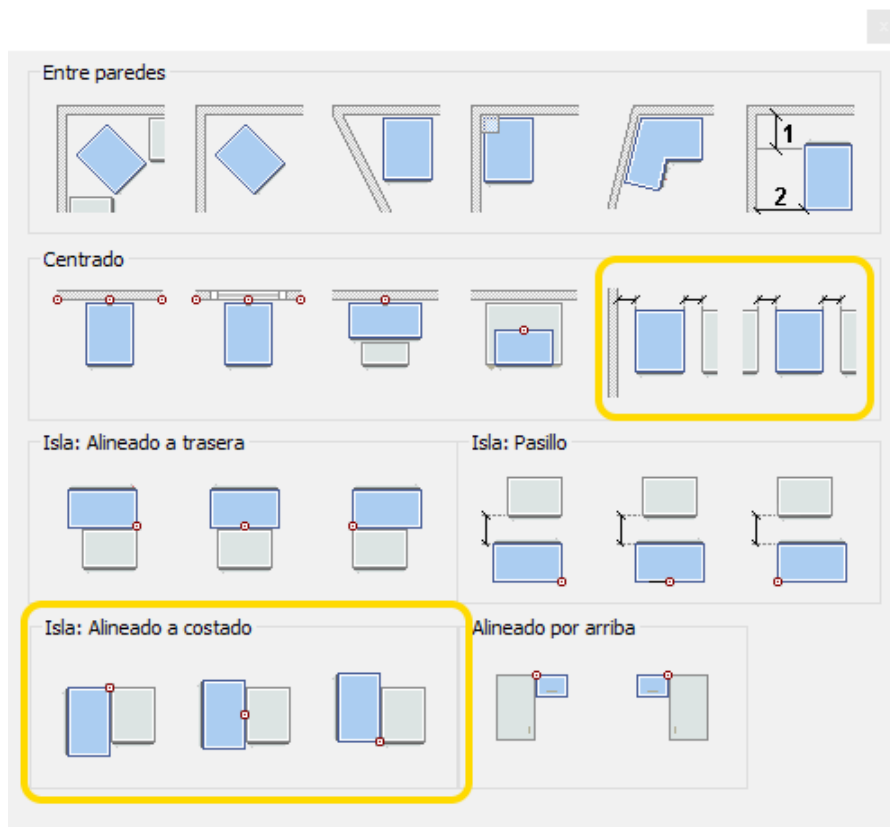 Entre paredes
1
2
Centrado
Isla: Alineado a trasera
Isla: Pasillo
Isla: Alineado a costado
Alineado por arriba